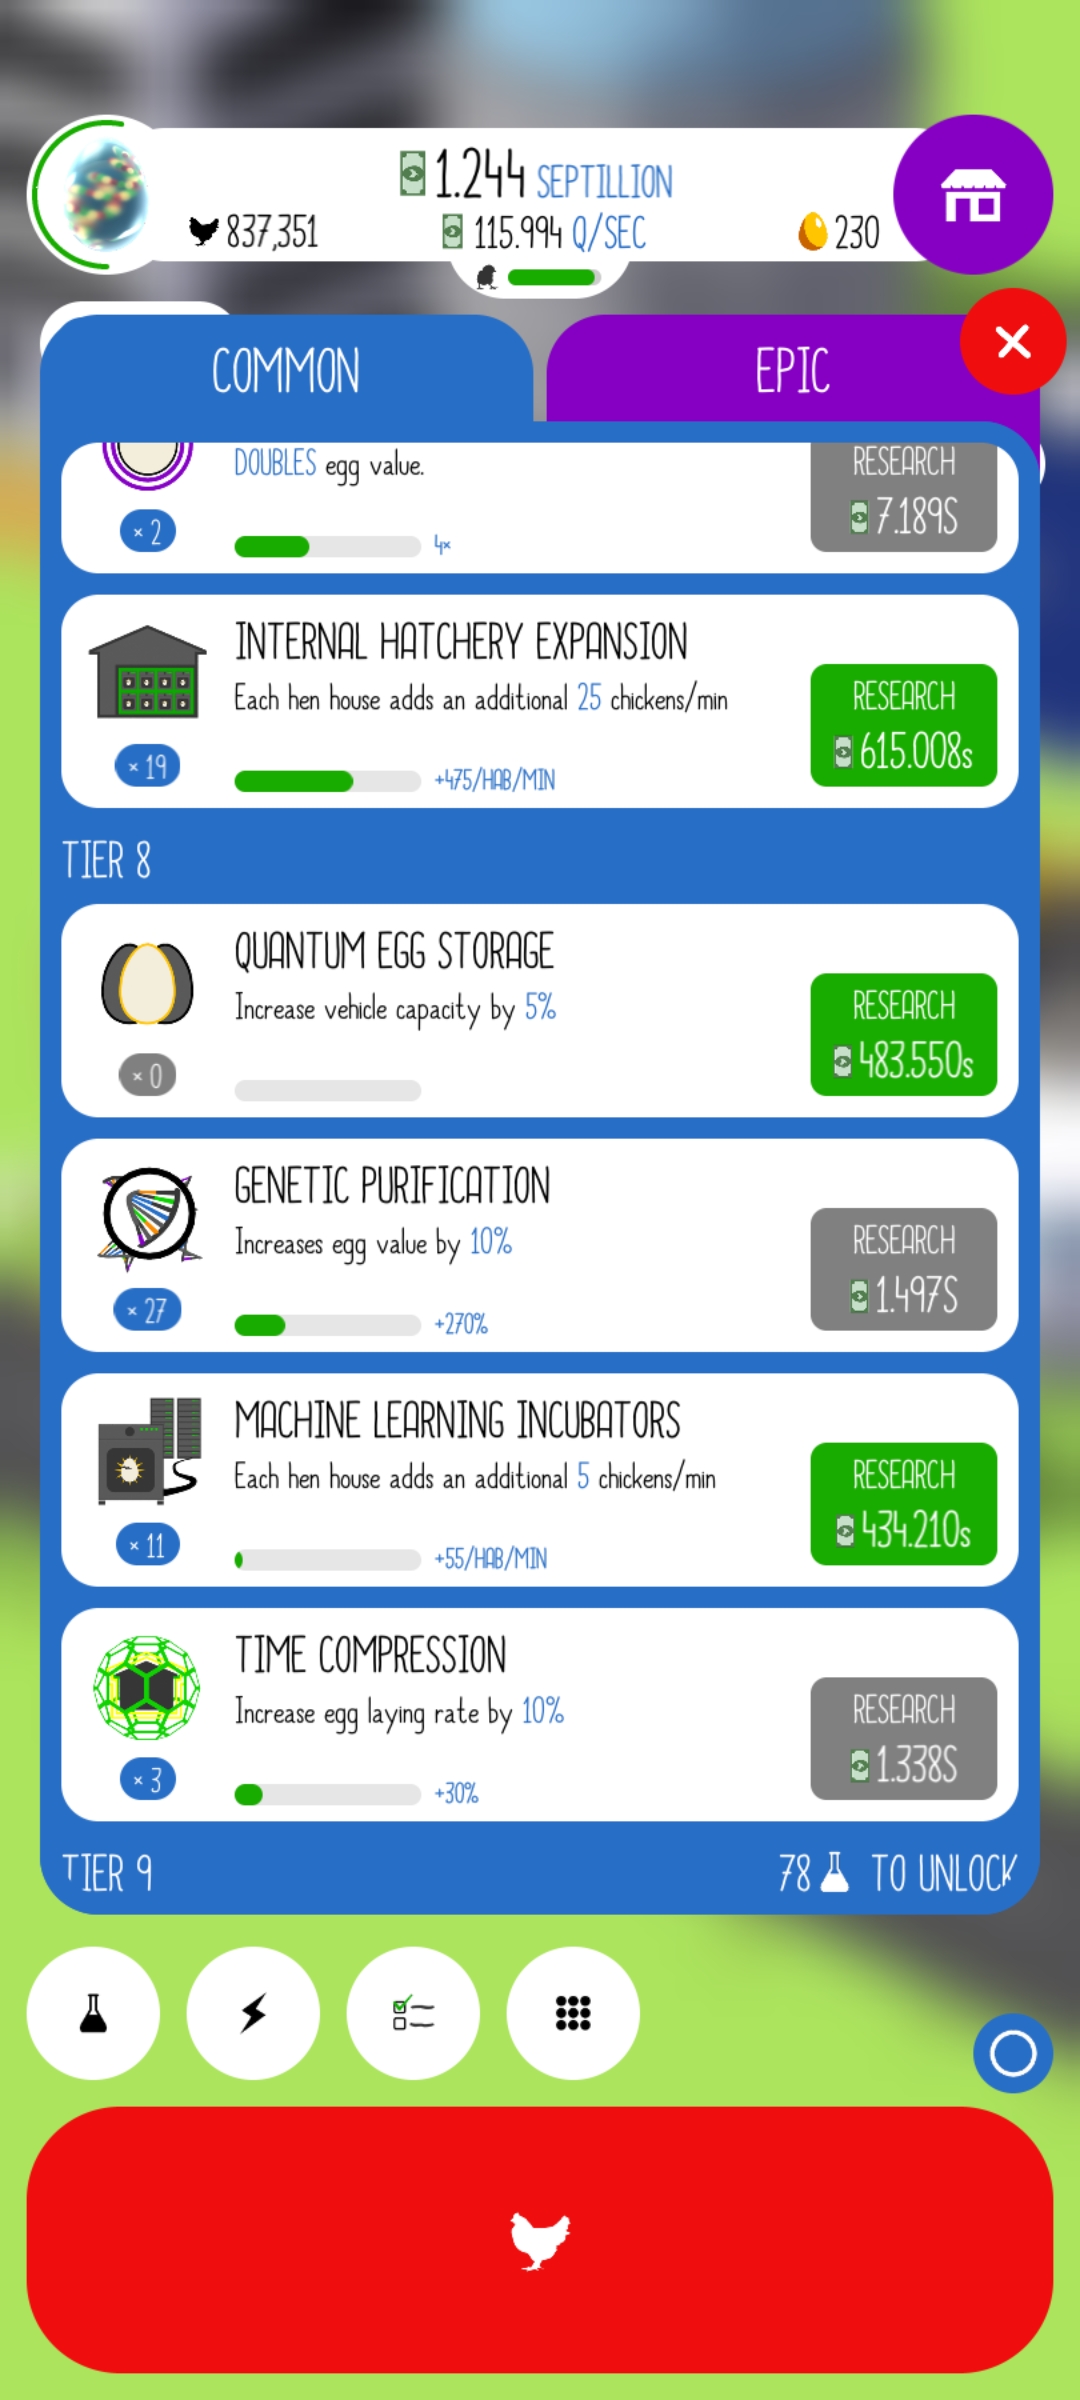 1.244 SEPTILLION
837,351
115.994 Q/SEC
230
COMMON
EPIC
DOUBLES egg value.
× 2
4×
RESEARCH
7.189S
INTERNAL HATCHERY EXPANSION
Each hen house adds an additional 25 chickens/min
× 19
+475/HAB/MIN
RESEARCH
615.008s
TIER 8
QUANTUM EGG STORAGE
Increase vehicle capacity by 5%
× 0
RESEARCH
483.550s
GENETIC PURIFICATION
Increases egg value by 10%
× 27
+270%
RESEARCH
1.497S
MACHINE LEARNING INCUBATORS
Each hen house adds an additional 5 chickens/min
× 11
+55/HAB/MIN
RESEARCH
434.210s
TIME COMPRESSION
Increase egg laying rate by 10%
× 3
+30%
RESEARCH
1.338S
TIER 9
78 TO UNLOCK